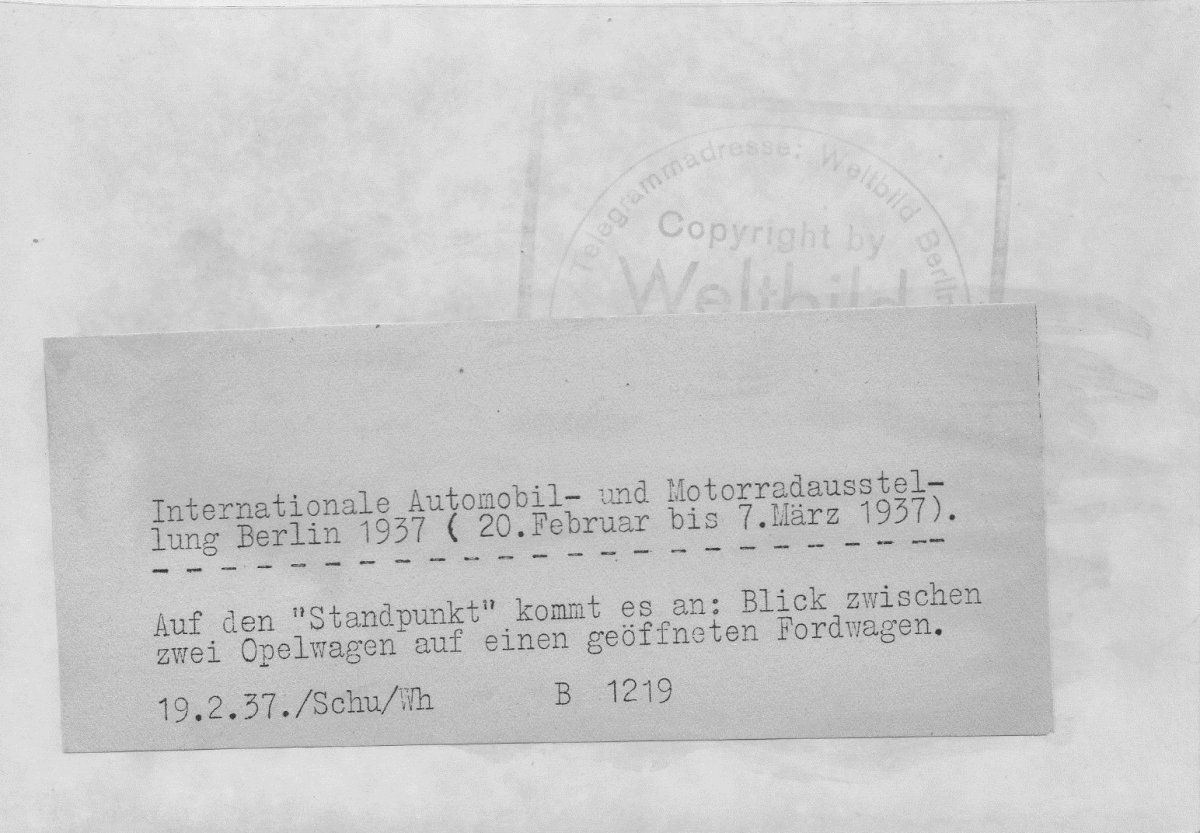 Telegrammadresse: Weltbild Berlin
Copyright by
Weltbild
Internationale Automobil- und Motorradausstel-
lung Berlin 1937 ( 20.Februar bis 7.März 1937).
- - - - - - - - - - - - - - - - - - - - - - - --
Auf den "Standpunkt" kommt es an: Blick zwischen
zwei Opelwagen auf einen geöffneten Fordwagen.
19.2.37./Schu/Wh B 1219